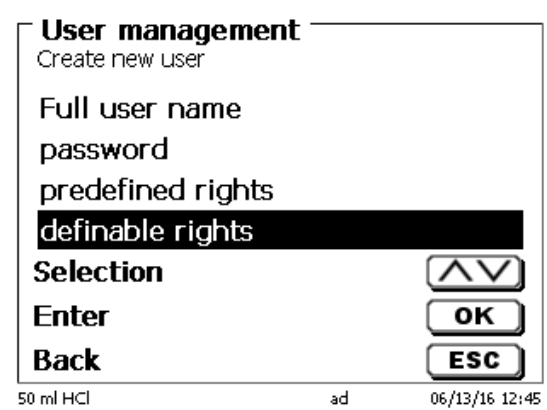 User management
Create new user
Full user name
password
predefined rights
definable rights
Selection
Enter OK
Back ESC
50 ml HCl ad 06/13/16 12:45